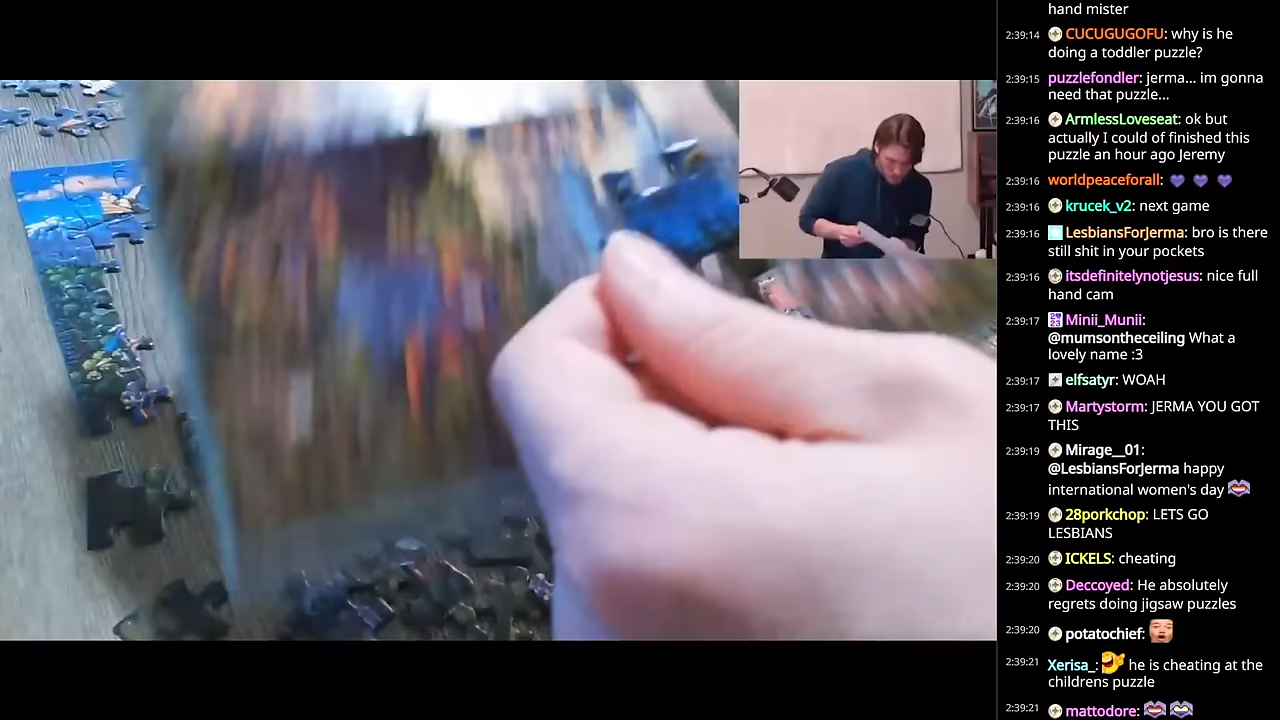 hand mister
2:39:14 CUCUGUGOFU: why is he
doing a toddler puzzle?
2:39:15 puzzlefondler: jerma... im gonna
need that puzzle...
2:39:16 ArmlessLoveseat: ok but
actually I could of finished this
puzzle an hour ago Jeremy
2:39:16 worldpeaceforall:
2:39:16 krucek_v2: next game
2:39:16 LesbiansForJerma: bro is there
still shit in your pockets
2:39:16 itsdefinitelynotjesus: nice full
hand cam
2:39:17 Minii_Munii:
@mumsontheceiling What a
lovely name :3
2:39:17 elfsatyr: WOAH
2:39:17 Martystorm: JERMA YOU GOT
THIS
2:39:19 Mirage__01:
@LesbiansForJerma happy
international women's day
2:39:19 28porkchop: LETS GO
LESBIANS
2:39:20 ICKELS: cheating
2:39:20 Deccoyed: He absolutely
regrets doing jigsaw puzzles
2:39:20 potatochief:
2:39:21 Xerisa_: he is cheating at the
childrens puzzle
2:39:21 mattodore: